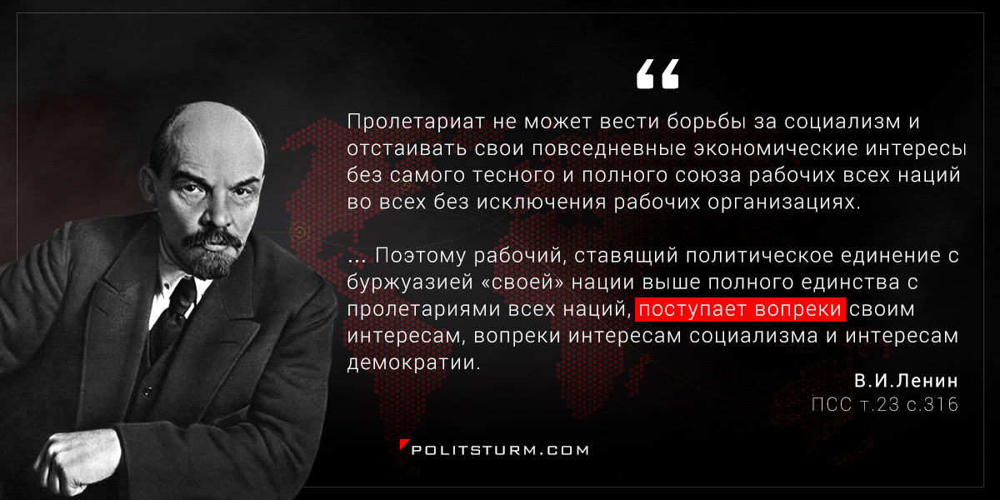 “
Пролетариат не может вести борьбы за социализм и
отстаивать свои повседневные экономические интересы
без самого тесного и полного союза рабочих всех наций
во всех без исключения рабочих организациях.
... Поэтому рабочий, ставящий политическое единение с
буржуазией «своей» нации выше полного единства с
пролетариями всех наций, поступает вопреки своим
интересам, вопреки интересам социализма и интересам
демократии.
В.И.Ленин
ПСС т.23 с.316
POLITSTURM.COM